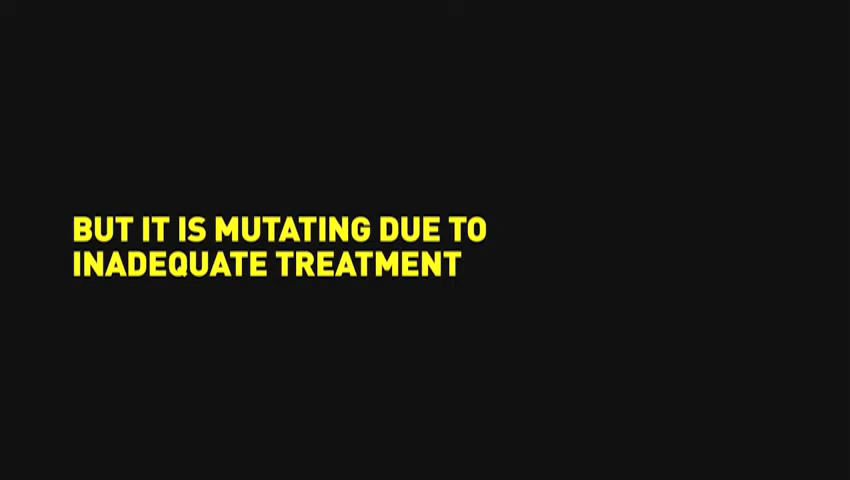 BUT IT IS MUTATING DUE TO
INADEQUATE TREATMENT